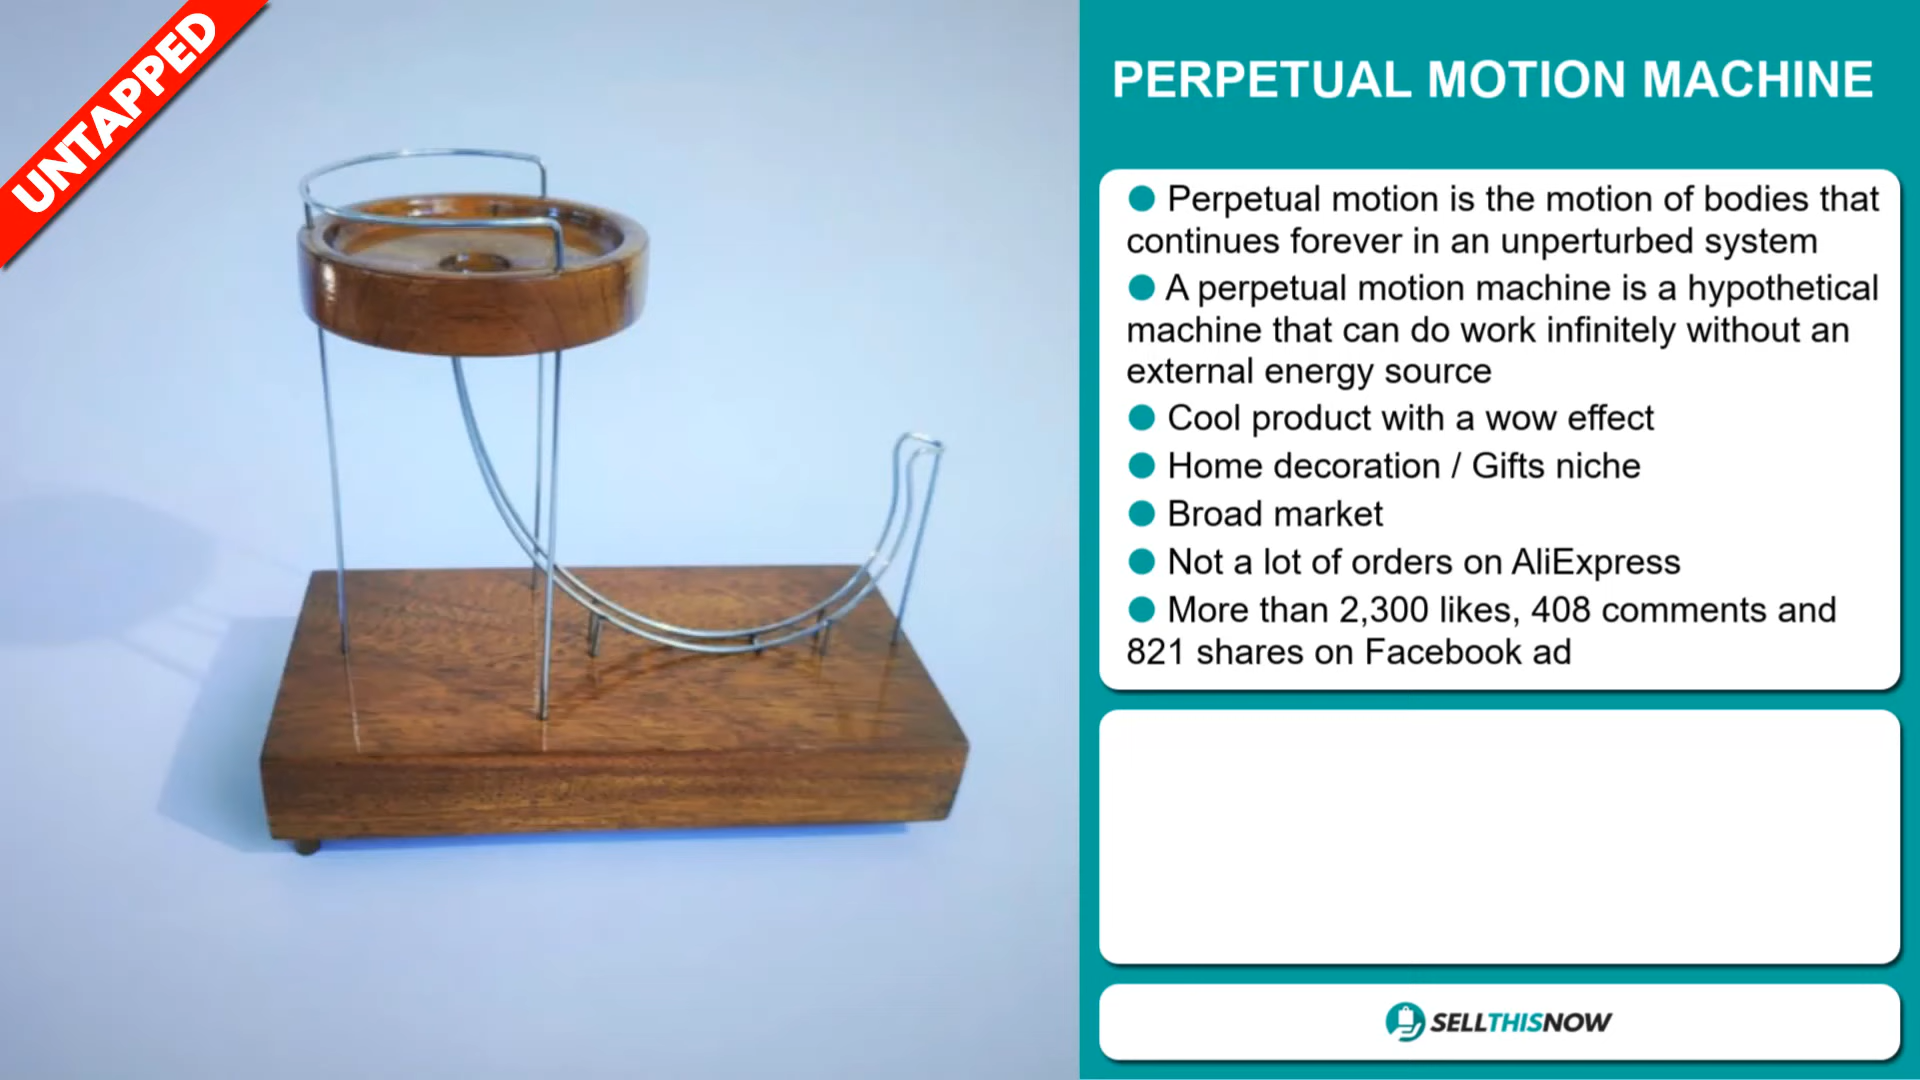 UNTAPPED
PERPETUAL MOTION MACHINE
● Perpetual motion is the motion of bodies that
continues forever in an unperturbed system
● A perpetual motion machine is a hypothetical
machine that can do work infinitely without an
external energy source
● Cool product with a wow effect
● Home decoration / Gifts niche
● Broad market
● Not a lot of orders on AliExpress
● More than 2,300 likes, 408 comments and
821 shares on Facebook ad
SELLTHISNOW